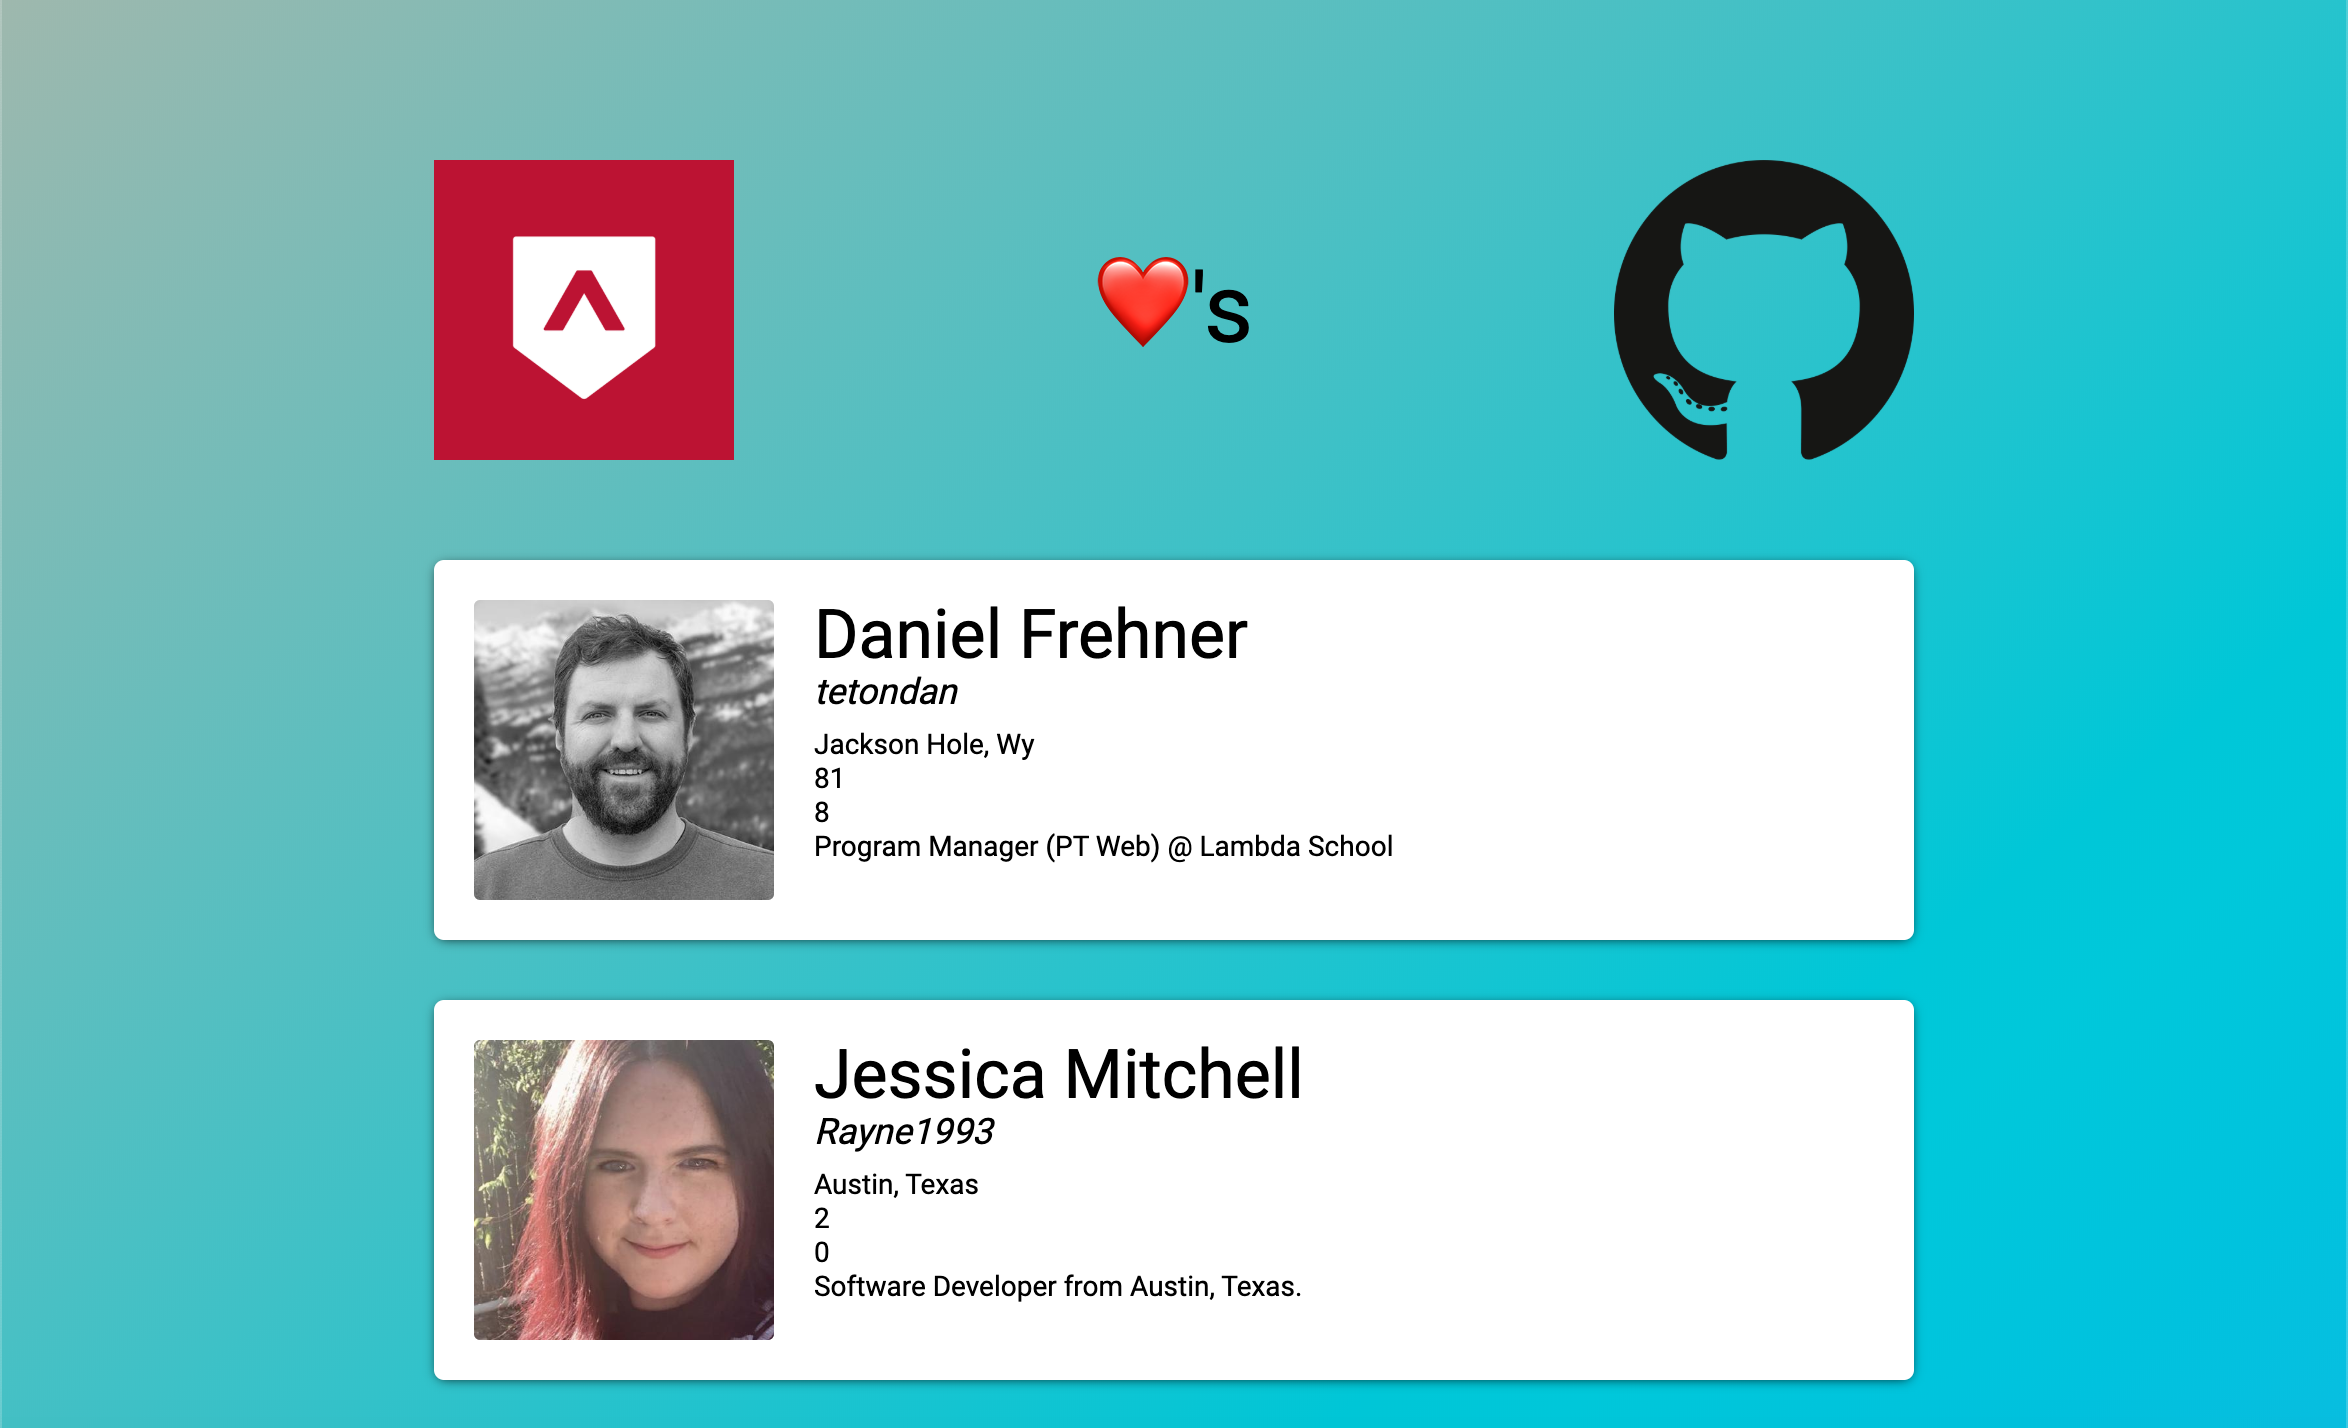 ❤️'s
Daniel Frehner
tetondan
Jackson Hole, Wy
81
8
Program Manager (PT Web) @ Lambda School
Jessica Mitchell
Rayne1993
Austin, Texas
2
0
Software Developer from Austin, Texas.